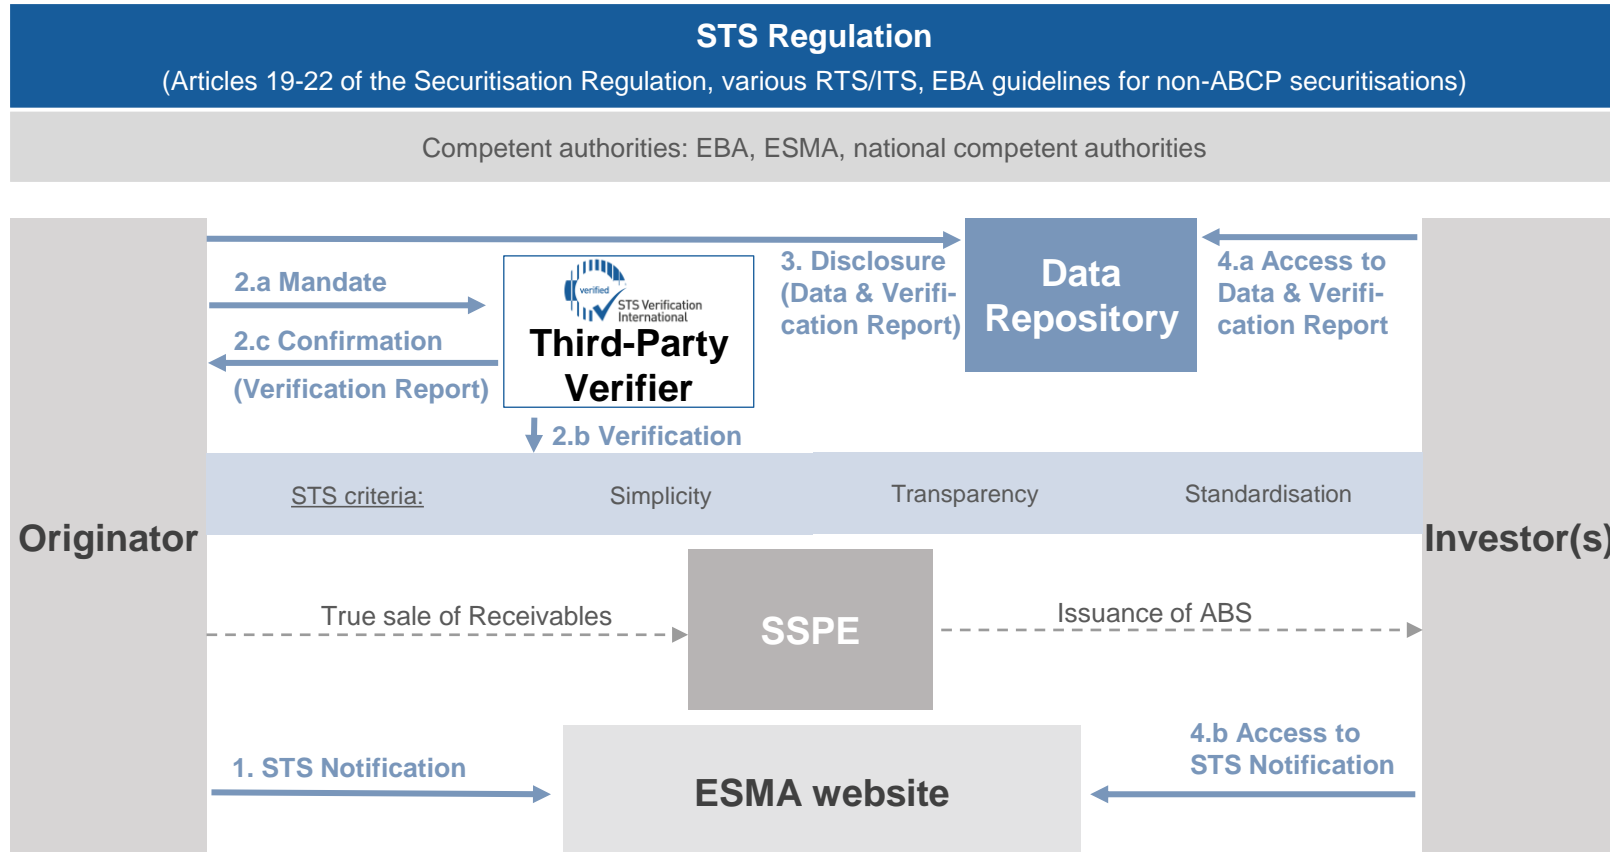 STS Regulation
(Articles 19-22 of the Securitisation Regulation, various RTS/ITS, EBA guidelines for non-ABCP securitisations)
Competent authorities: EBA, ESMA, national competent authorities
Originator
2.a Mandate
2.c Confirmation
(Verification Report)
verified
STS Verification
International
Third-Party
Verifier
2.b Verification
3. Disclosure
(Data & Verifi-
cation Report)
Data
Repository
4.a Access to
Data & Verifi-
cation Report
Investor(s)
STS criteria:
Simplicity
Transparency
Standardisation
True sale of Receivables
SSPE
Issuance of ABS
1. STS Notification
ESMA website
4.b Access to
STS Notification